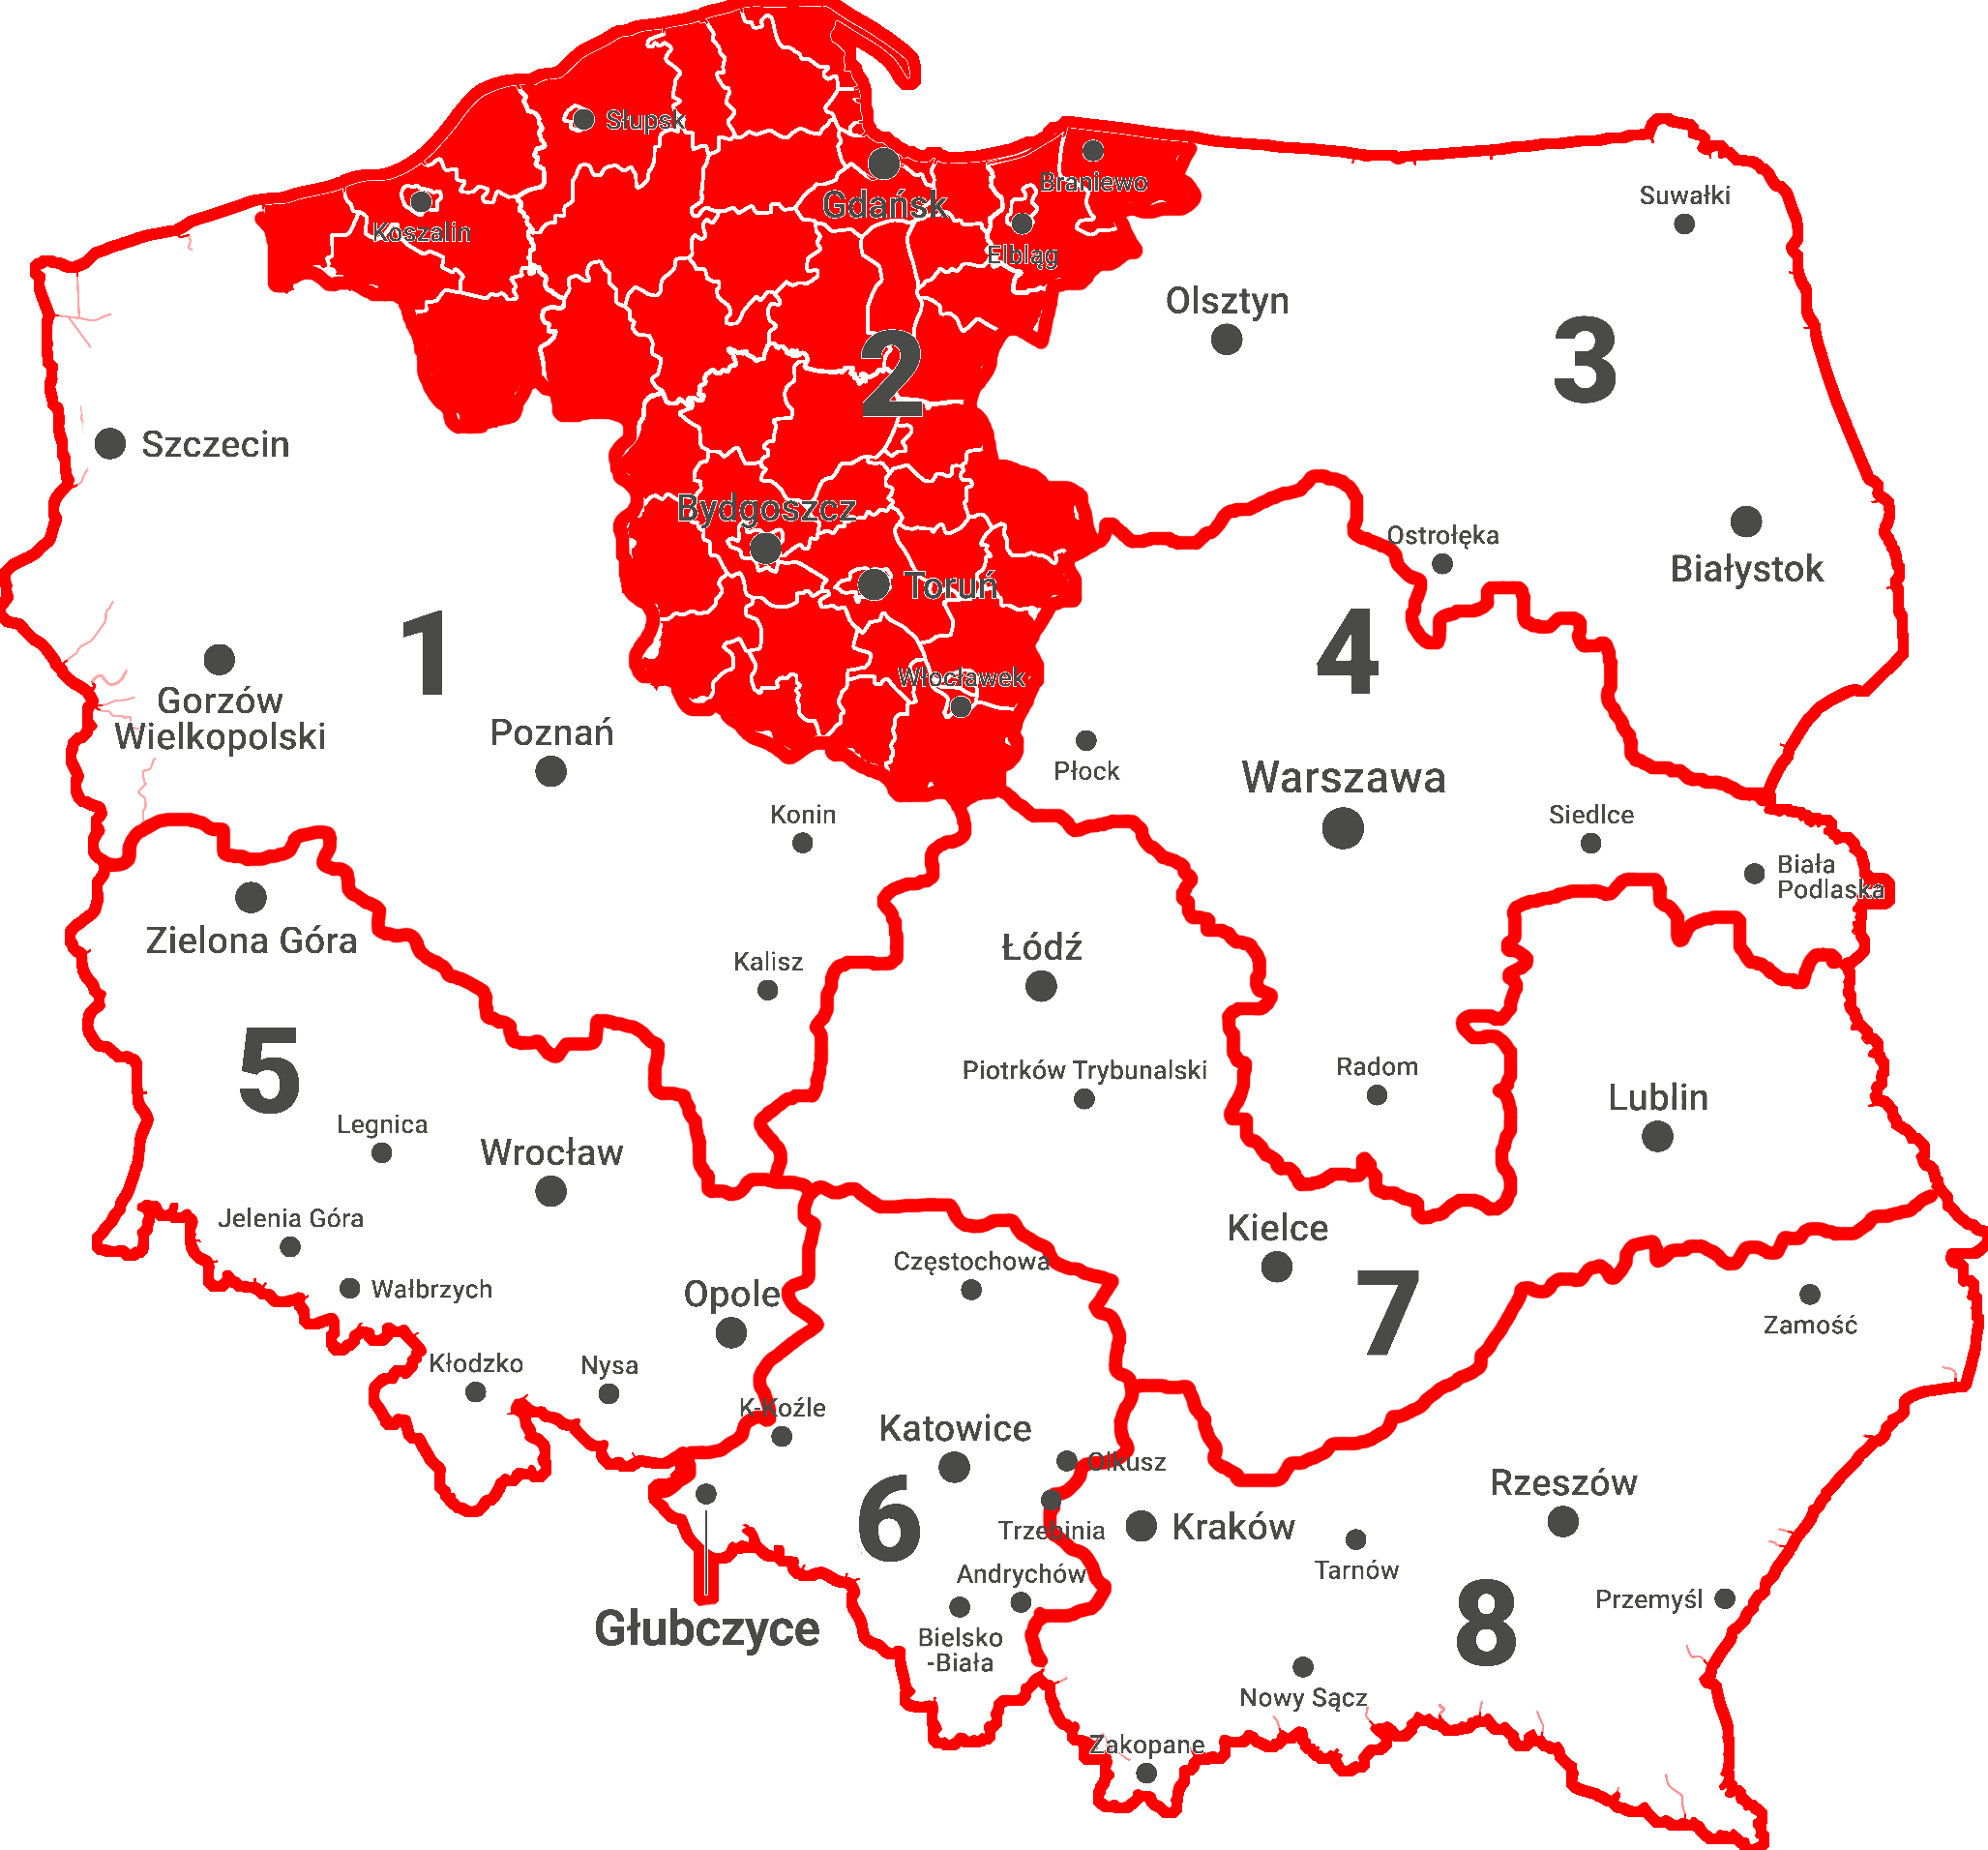 Słupsk
Braniewo
Suwałki
Gdańsk
Koszalin
Elbląg
Olsztyn
2
3
Szczecin
Bydgoszcz
Ostrołęka
Białystok
Toruń
1
4
Włocławek
Gorzów
Wielkopolski
Poznań
Płock
Warszawa
Konin
Siedlce
Biała
Podlaska
Zielona Góra
Łódź
Kalisz
5
Piotrków Trybunalski
Radom
Lublin
Legnica
Wrocław
Jelenia Góra
Kielce
Częstochowa
Wałbrzych
Opole
7
Zamość
Kłodzko
Nysa
K-Koźle
Katowice
Olkusz
Rzeszów
6
Trzebinia
Kraków
Tarnów
Andrychów
Przemyśl
Głubczyce
8
Bielsko
-Biała
Nowy Sącz
Zakopane